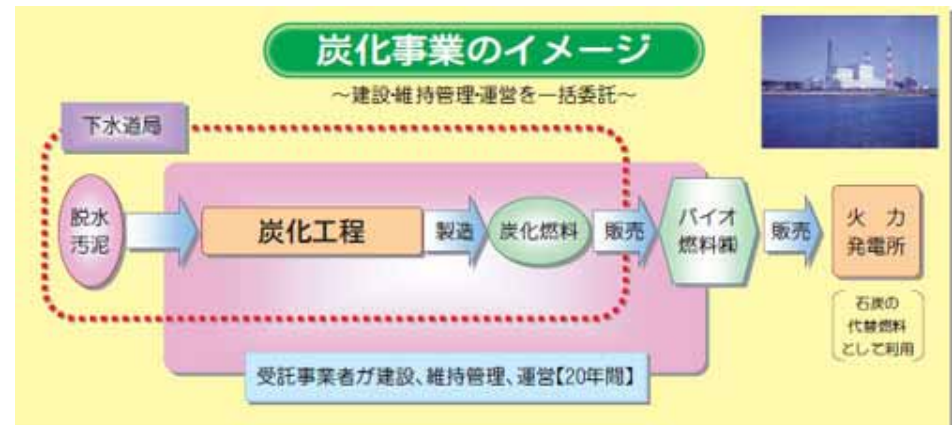 炭化事業のイメージ
～建設・維持管理・運営を一括委託～
下水道局
脱水
汚泥
炭化工程
製造
炭化燃料
販売
バイオ
燃料㈱
販売
火力
発電所
石炭の
代替燃料
として利用
受託事業者が建設、維持管理、運営【20年間】